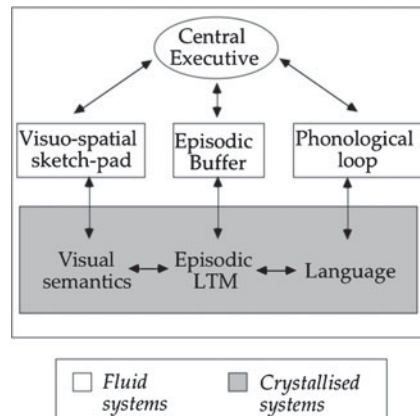 Central
Executive
Visuo-spatial
sketch-pad
Episodic
Buffer
Phonological
loop
Visual
semantics
Episodic
LTM
Language
Fluid
systems
Crystallised
systems